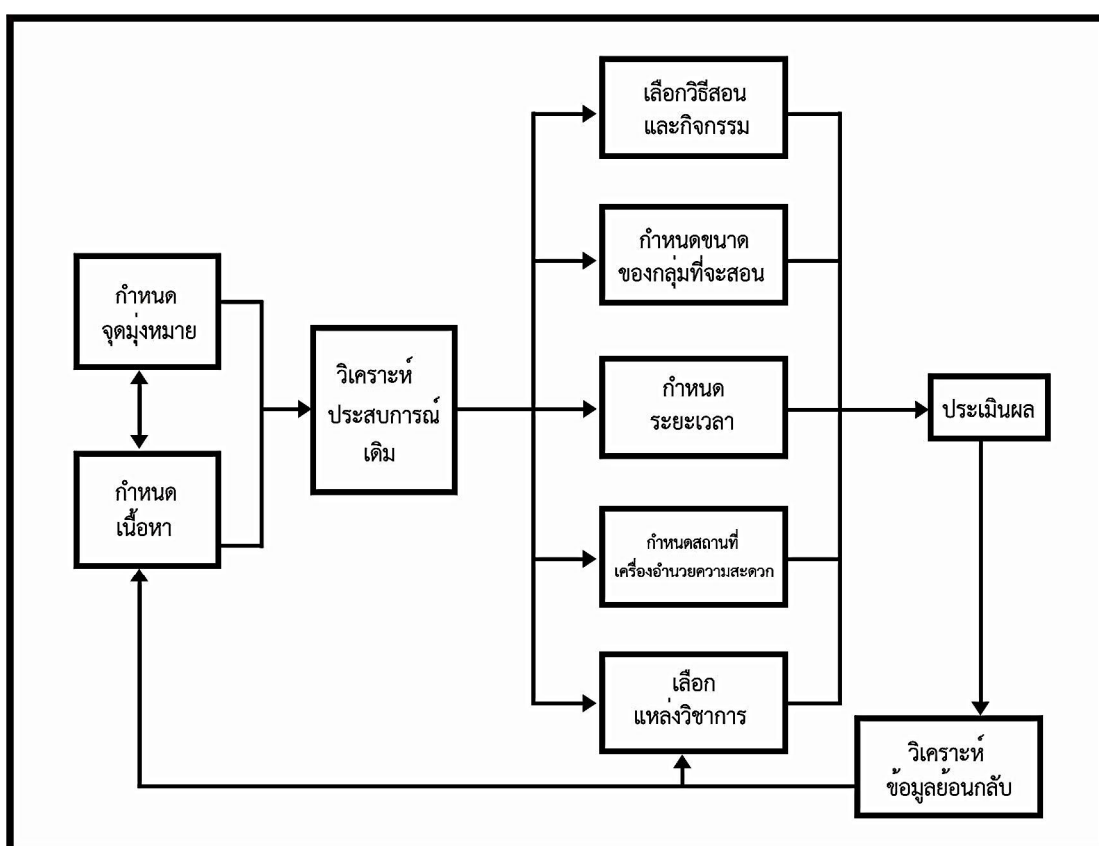 กำหนด
จุดมุ่งหมาย
กำหนด
เนื้อหา
วิเคราะห์
ประสบการณ์
เดิม
เลือกวิธีสอน
และกิจกรรม
กำหนดขนาด
ของกลุ่มที่จะสอน
กำหนด
ระยะเวลา
กำหนดสถานที่
เครื่องอำนวยความสะดวก
เลือก
แหล่งวิชาการ
ประเมินผล
วิเคราะห์
ข้อมูลย้อนกลับ